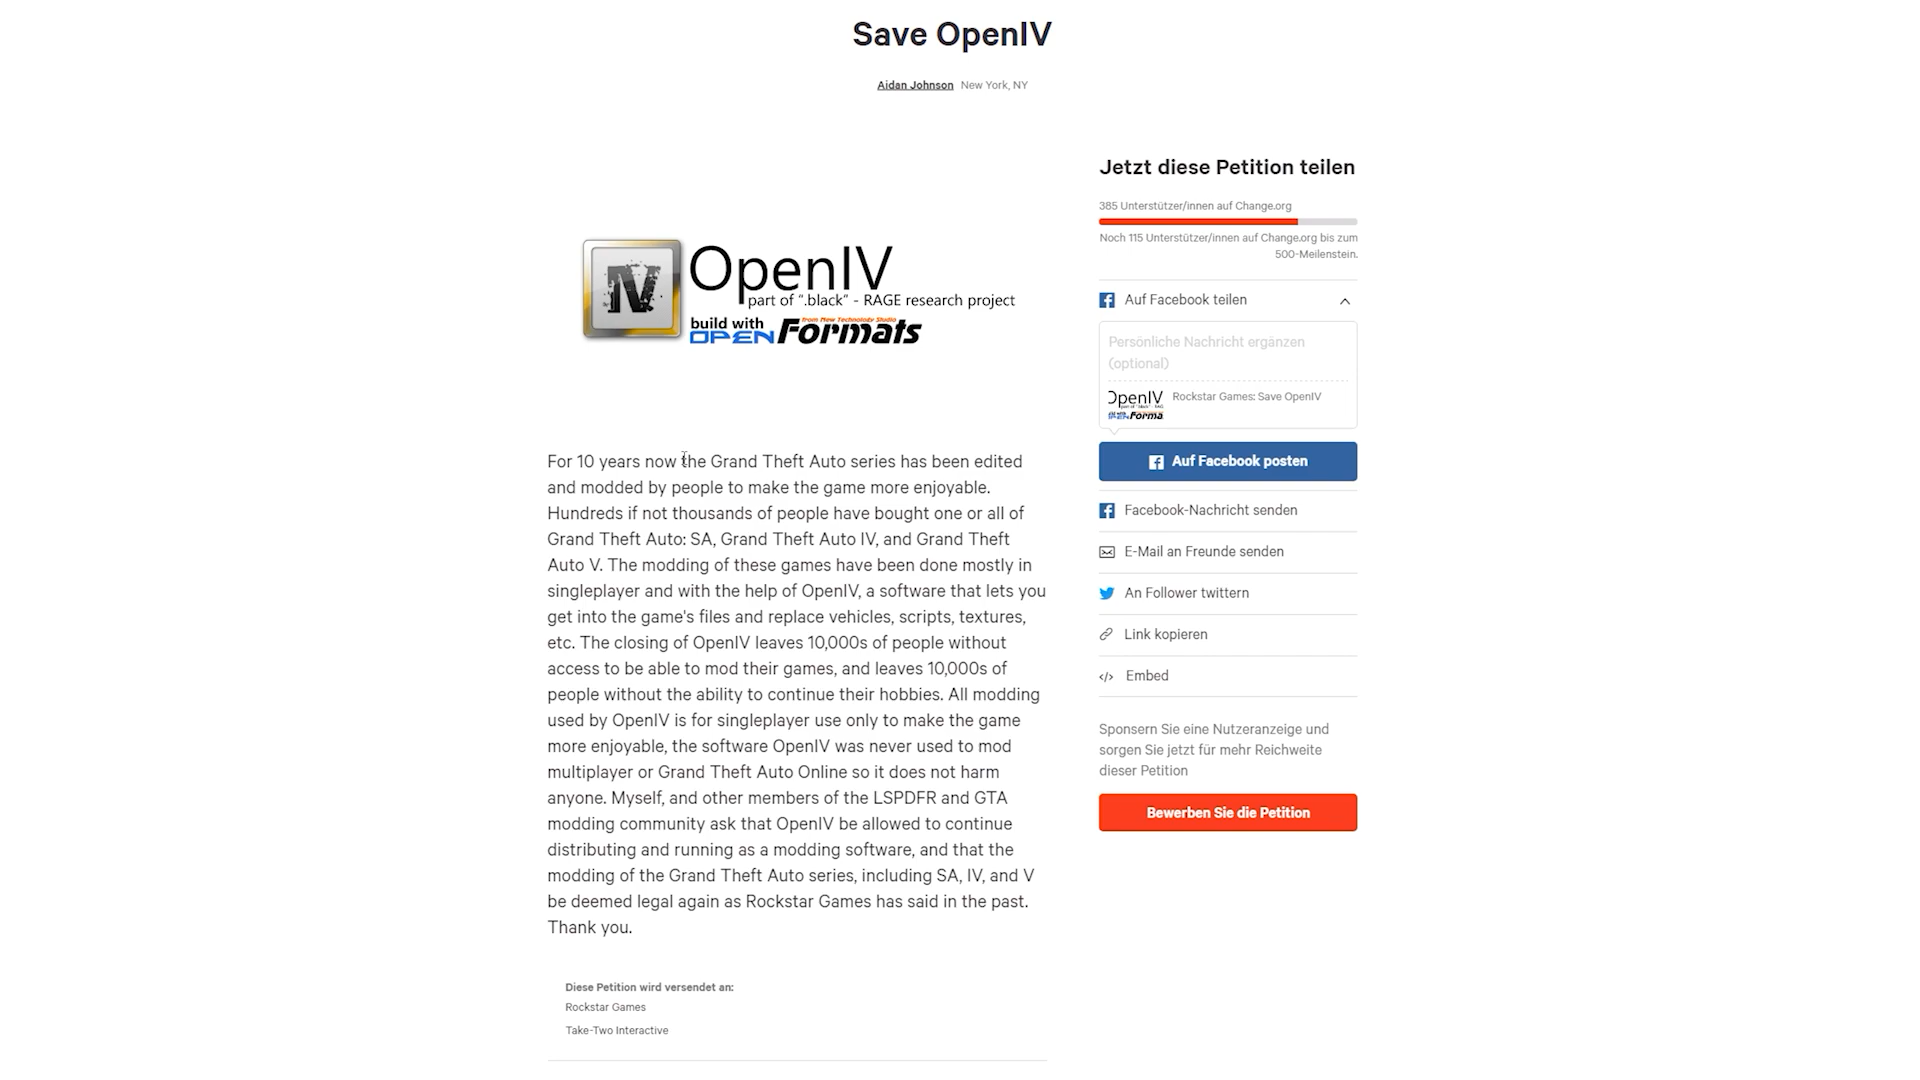 Save OpenIV
Aidan Johnson New York, NY
IV
OpenIV
part of ".black" - RAGE research project
build with
from New Technology Studio
OPEN Formats
For 10 years now the Grand Theft Auto series has been edited
and modded by people to make the game more enjoyable.
Hundreds if not thousands of people have bought one or all of
Grand Theft Auto: SA, Grand Theft Auto IV, and Grand Theft
Auto V. The modding of these games have been done mostly in
singleplayer and with the help of OpenIV, a software that lets you
get into the game's files and replace vehicles, scripts, textures,
etc. The closing of OpenIV leaves 10,000s of people without
access to be able to mod their games, and leaves 10,000s of
people without the ability to continue their hobbies. All modding
used by OpenIV is for singleplayer use only to make the game
more enjoyable, the software OpenIV was never used to mod
multiplayer or Grand Theft Auto Online so it does not harm
anyone. Myself, and other members of the LSPDFR and GTA
modding community ask that OpenIV be allowed to continue
distributing and running as a modding software, and that the
modding of the Grand Theft Auto series, including SA, IV, and V
be deemed legal again as Rockstar Games has said in the past.
Thank you.
Diese Petition wird versendet an:
Rockstar Games
Take-Two Interactive
Jetzt diese Petition teilen
385 Unterstützer/innen auf Change.org
Noch 115 Unterstützer/innen auf Change.org bis zum
500-Meilenstein.
Auf Facebook teilen
Persönliche Nachricht ergänzen
(optional)
OpenIV
OPEN Forma
Rockstar Games: Save OpenIV
Auf Facebook posten
Facebook-Nachricht senden
E-Mail an Freunde senden
An Follower twittern
Link kopieren
Embed
Sponsern Sie eine Nutzeranzeige und
sorgen Sie jetzt für mehr Reichweite
dieser Petition
Bewerben Sie die Petition